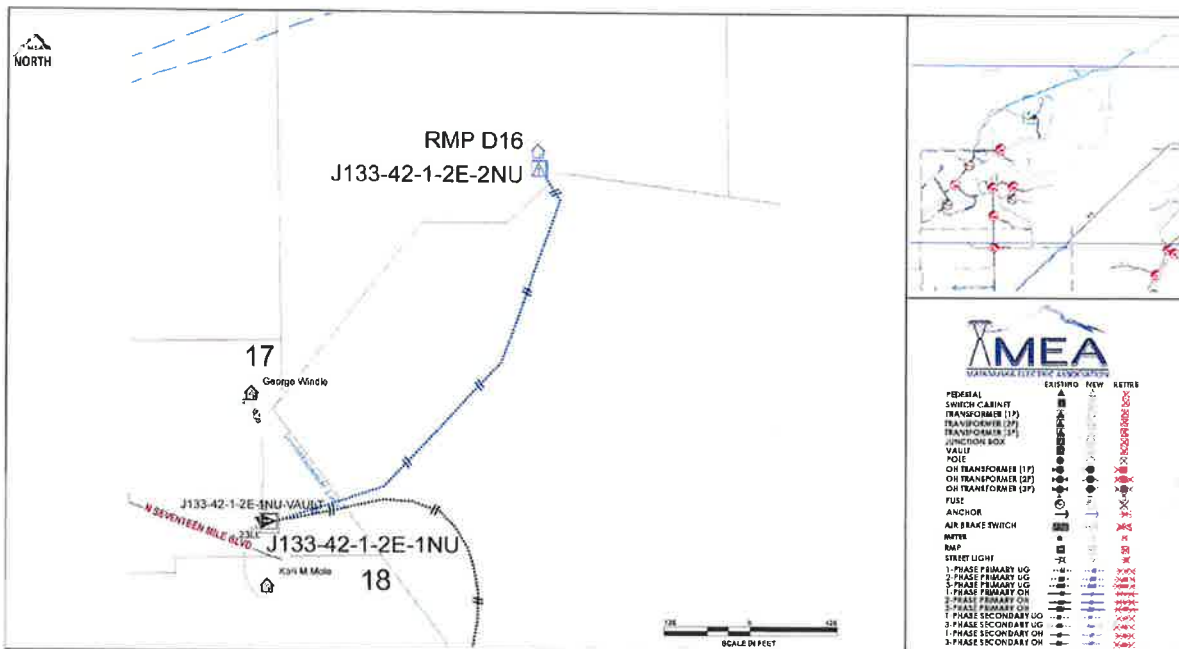 MEA
NORTH
RMP D16
J133-42-1-2E-2NU
17
George Windle
J133-42-1-2E-1NU-VAULT
N SEVENTEEN MILE BLVD
J133-42-1-2E-1NU
Karl M Mole
18
SCALE IN FEET
MEA
MATANUSKA ELECTRIC ASSOCIATION
EXISTING NEW RETIRE
PEDESTAL
SWITCH CABINET
TRANSFORMER (1P)
TRANSFORMER (2P)
TRANSFORMER (3P)
JUNCTION BOX
VAULT
POLE
OH TRANSFORMER (1P)
OH TRANSFORMER (2P)
OH TRANSFORMER (3P)
FUSE
ANCHOR
AIR BRAKE SWITCH
METER
RMP
STREET LIGHT
1-PHASE PRIMARY UG
2-PHASE PRIMARY UG
3-PHASE PRIMARY UG
1-PHASE PRIMARY OH
2-PHASE PRIMARY OH
3-PHASE PRIMARY OH
1-PHASE SECONDARY UG
3-PHASE SECONDARY UG
1-PHASE SECONDARY OH
3-PHASE SECONDARY OH